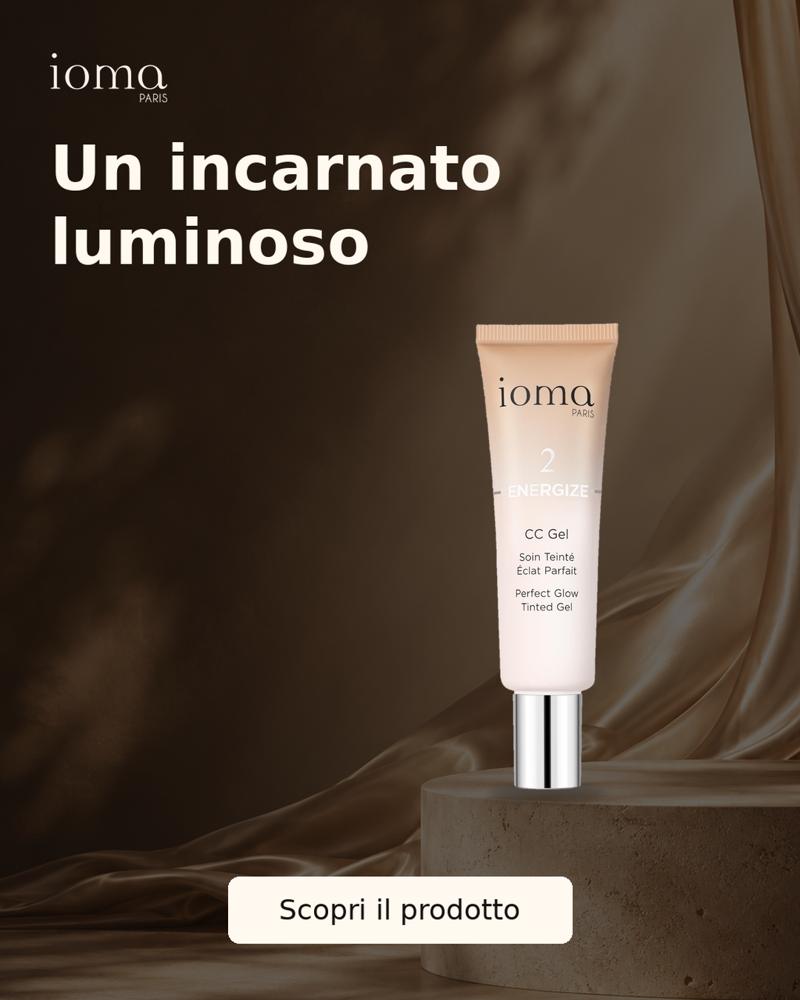 ioma
PARIS
Un incarnato
luminoso
ioma
PARIS
2
ENERGIZE
CC Gel
Soin Teinté
Éclat Parfait
Perfect Glow
Tinted Gel
Scopri il prodotto